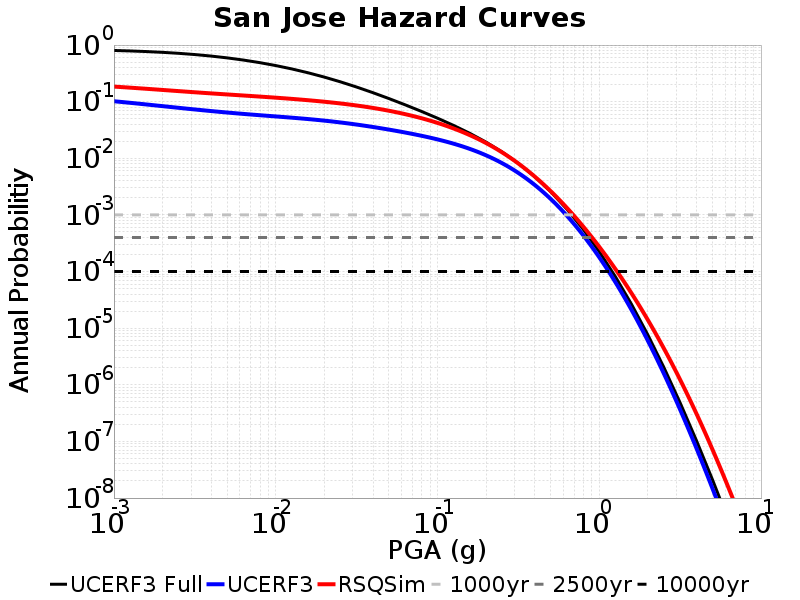 San Jose Hazard Curves
10^0
10^-1
10^-2
10^-3
10^-4
10^-5
10^-6
10^-7
10^-8
Annual Probabilitiy
10^-3 10^-2 10^-1 10^0 10^1
PGA (g)
UCERF3 Full UCERF3 RSQSim 1000yr 2500yr 10000yr